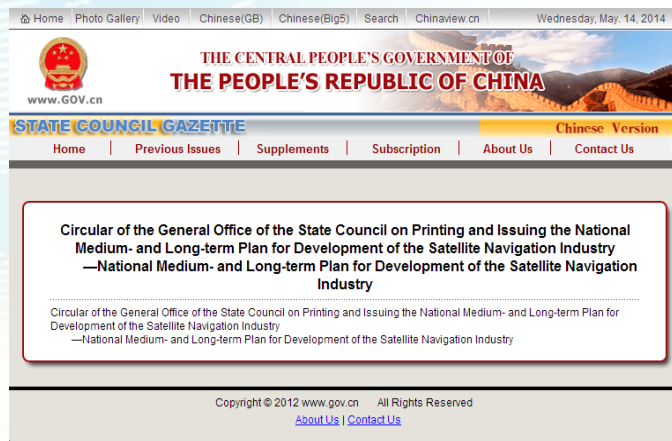 Home Photo Gallery Video Chinese(GB) Chinese(Big5) Search Chinaview.cn Wednesday, May. 14, 2014
THE CENTRAL PEOPLE'S GOVERNMENT OF
THE PEOPLE'S REPUBLIC OF CHINA
www.GOV.cn
STATE COUNCIL GAZETTE Chinese Version
Home | Previous Issues | Supplements | Subscription | About Us | Contact Us
Circular of the General Office of the State Council on Printing and Issuing the National
Medium- and Long-term Plan for Development of the Satellite Navigation Industry
—National Medium- and Long-term Plan for Development of the Satellite Navigation
Industry
Circular of the General Office of the State Council on Printing and Issuing the National Medium- and Long-term Plan for
Development of the Satellite Navigation Industry
—National Medium- and Long-term Plan for Development of the Satellite Navigation Industry
Copyright © 2012 www.gov.cn All Rights Reserved
About Us | Contact Us